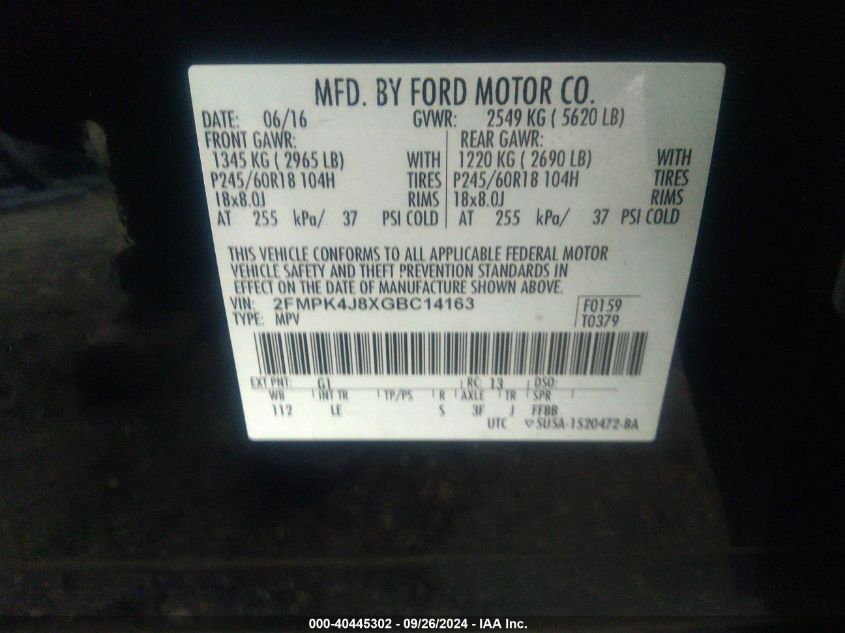 MFD. BY FORD MOTOR CO.
DATE: 06/16 GVWR: 2549 KG ( 5620 LB)
FRONT GAWR: REAR GAWR:
1345 KG ( 2965 LB) WITH 1220 KG ( 2690 LB) WITH
P245/60R18 104H TIRES P245/60R18 104H TIRES
18x8.0J RIMS 18x8.0J RIMS
AT 255 kPa/ 37 PSI COLD AT 255 kPa/ 37 PSI COLD
THIS VEHICLE CONFORMS TO ALL APPLICABLE FEDERAL MOTOR
VEHICLE SAFETY AND THEFT PREVENTION STANDARDS IN
EFFECT ON THE DATE OF MANUFACTURE SHOWN ABOVE.
VIN: 2FMPK4J8XGBC14163 F0159
TYPE: MPV T0379
EXT PNT: G1 RC: 13 DSO:
WB INT TR TP/PS R AXLE TR SPR
112 LE S 3F J FFBB
UTC ▽5U5A-1520472-BA
000-40445302 - 09/26/2024 - IAA Inc.